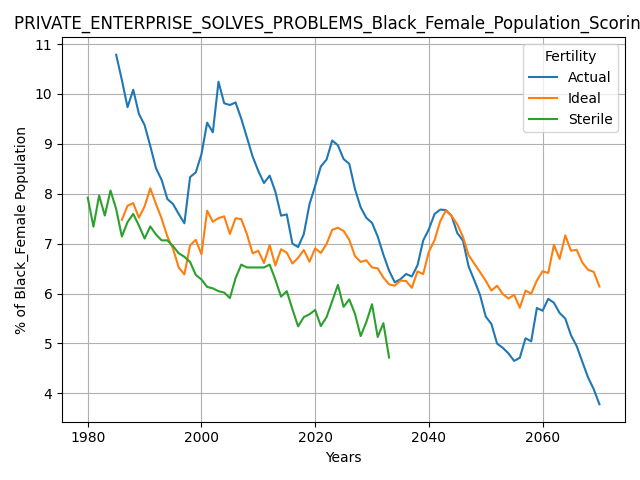 PRIVATE_ENTERPRISE_SOLVES_PROBLEMS_Black_Female_Population_Scorin
% of Black_Female Population
11
10
9
8
7
6
5
4
Fertility
Actual
Ideal
Sterile
1980 2000 2020 2040 2060
Years